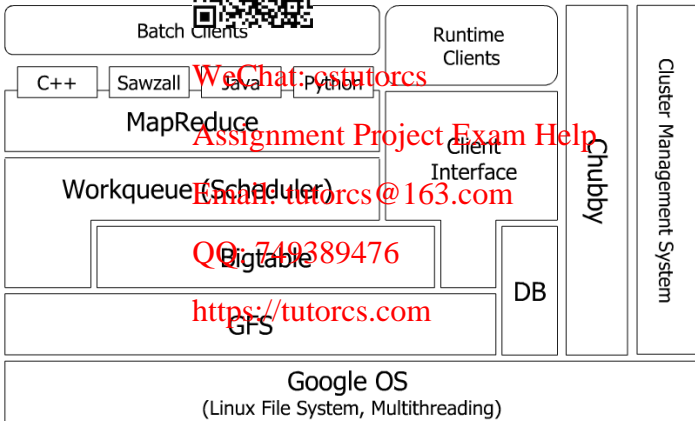 Batch Clients
Runtime
Clients
C++
Sawzall
Java
Python
WeChat: cstutorcs
MapReduce
Assignment Project Exam Help
Client
Interface
Workqueue (Scheduler)
Email: tutorcs@163.com
Bigtable
QQ: 749389476
DB
https://tutorcs.com
GFS
Chubby
Cluster Management System
Google OS
(Linux File System, Multithreading)